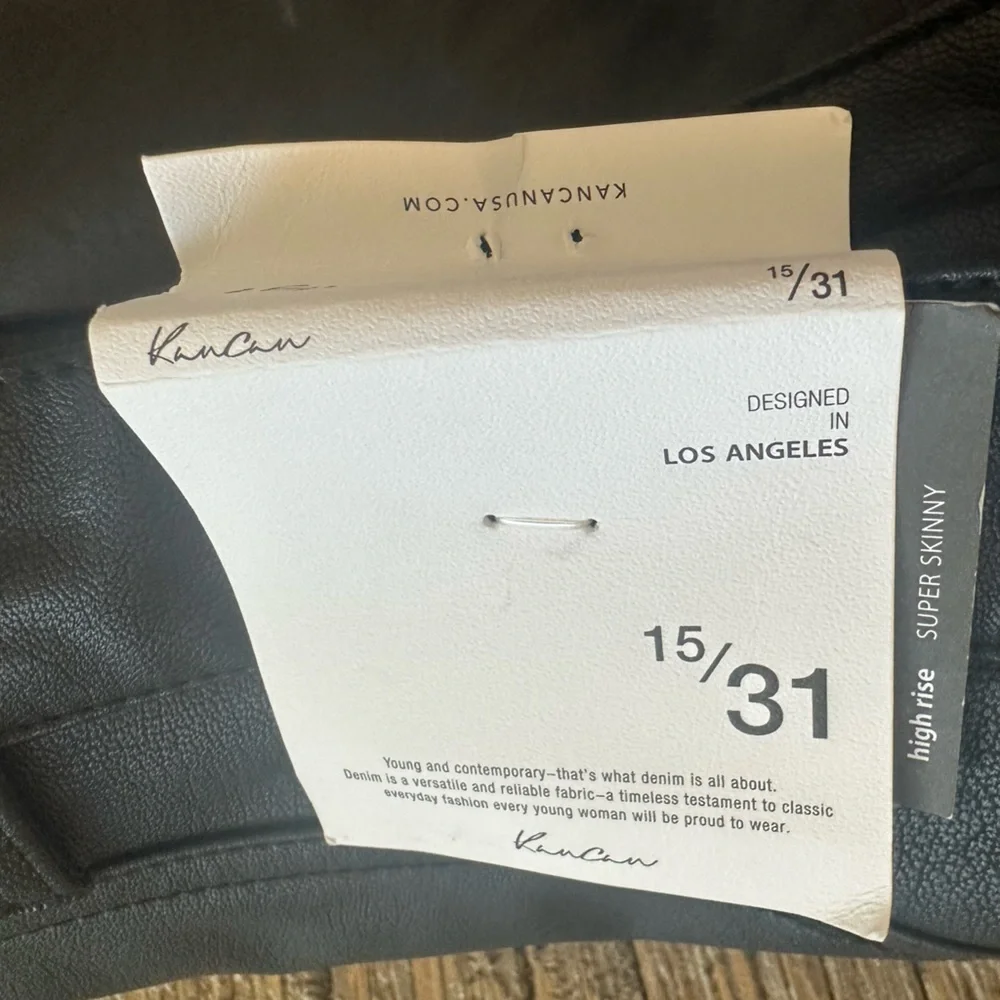 KANCANUSA.COM
15/31
KanCan
DESIGNED
IN
LOS ANGELES
15/31
Young and contemporary–that's what denim is all about.
Denim is a versatile and reliable fabric–a timeless testament to classic
everyday fashion every young woman will be proud to wear.
KanCan
high rise SUPER SKINNY